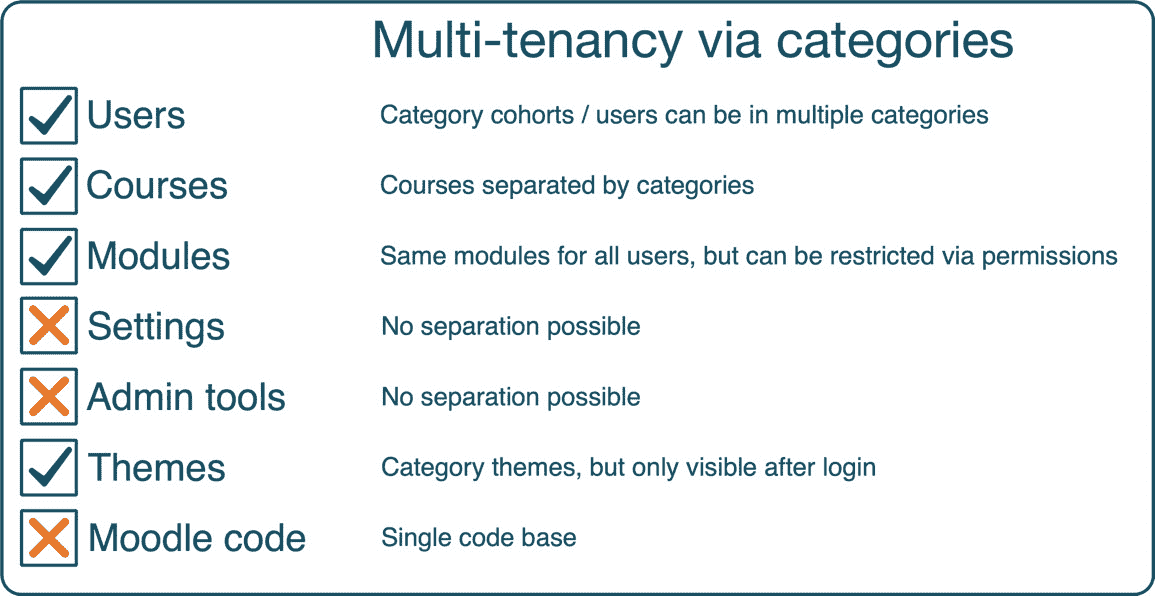 Multi-tenancy via categories
Users Category cohorts / users can be in multiple categories
Courses Courses separated by categories
Modules Same modules for all users, but can be restricted via permissions
Settings No separation possible
Admin tools No separation possible
Themes Category themes, but only visible after login
Moodle code Single code base